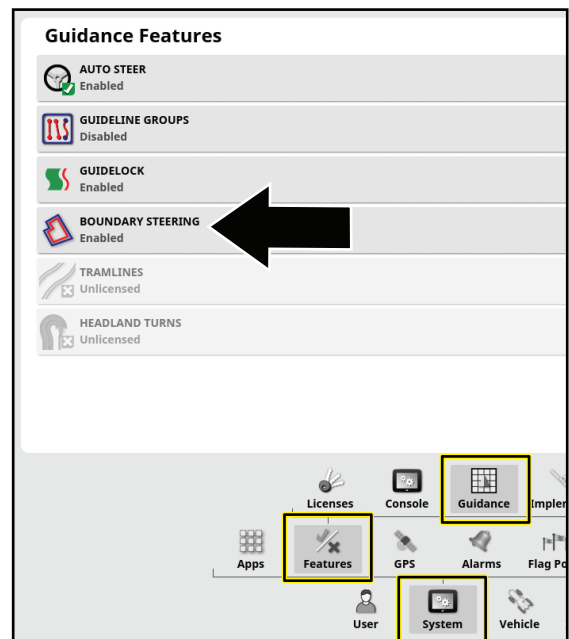 Guidance Features
AUTO STEER
Enabled
GUIDELINE GROUPS
Disabled
GUIDELOCK
Enabled
BOUNDARY STEERING
Enabled
TRAMLINES
Unlicensed
HEADLAND TURNS
Unlicensed
Licenses Console Guidance Implem
Apps Features GPS Alarms Flag Po
User System Vehicle